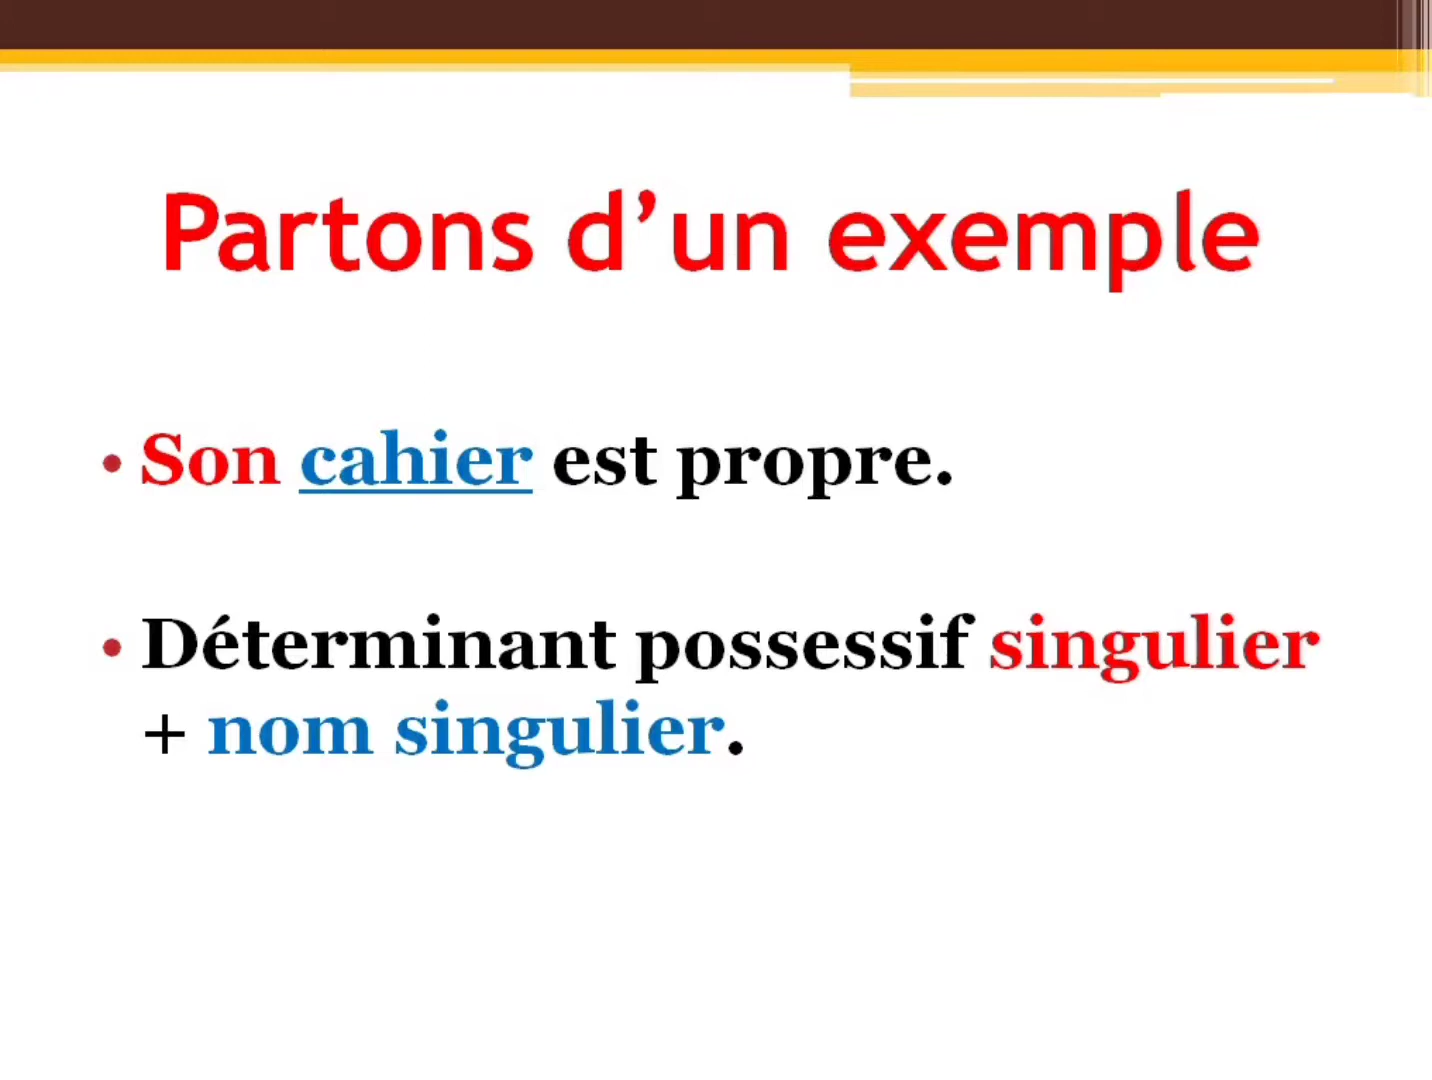 Partons d’un exemple
• Son cahier est propre.
• Déterminant possessif singulier
+ nom singulier.